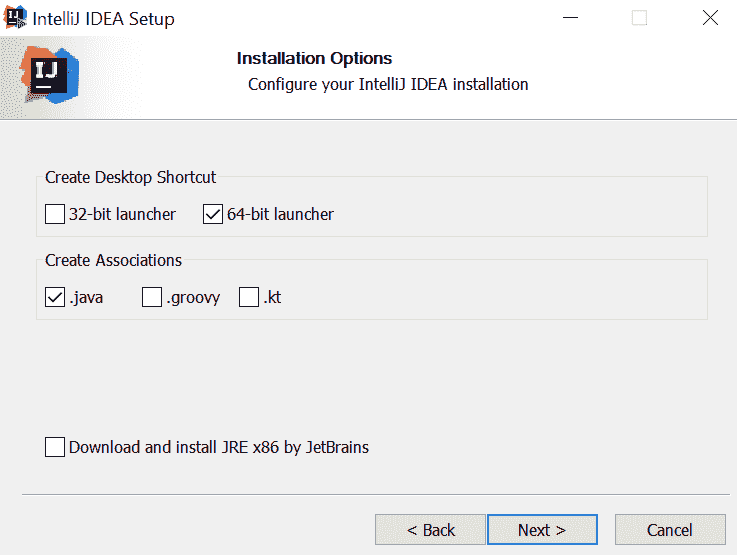 IntelliJ IDEA Setup
IJ
Installation Options
Configure your IntelliJ IDEA installation
Create Desktop Shortcut
32-bit launcher 64-bit launcher
Create Associations
.java .groovy .kt
Download and install JRE x86 by JetBrains
< Back Next > Cancel